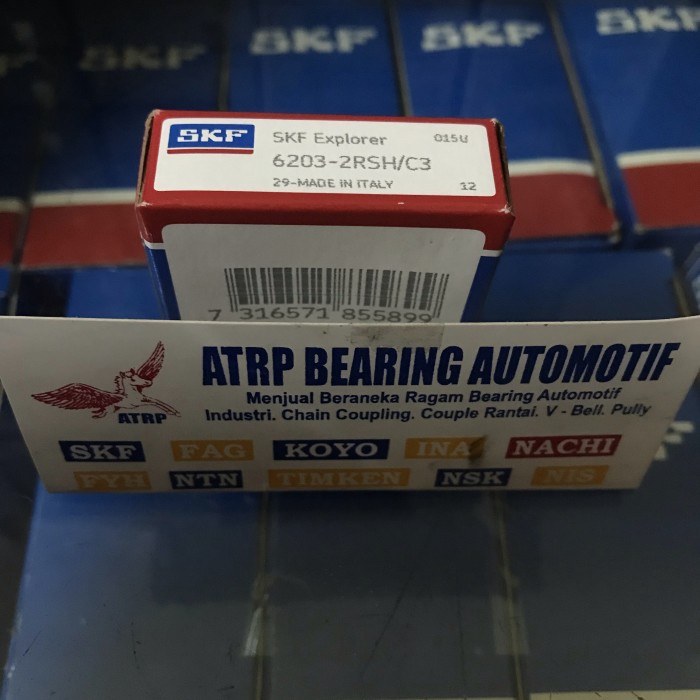 SKF
SKF
SKF
SKF
SKF Explorer 015U
6203-2RSH/C3
29-MADE IN ITALY 12
7 316571 855899
ATRP BEARING AUTOMOTIF
Menjual Beraneka Ragam Bearing Automotif
Industri. Chain Coupling. Couple Rantai. V - Bell. Pully
ATRP
SKF FAG KOYO INA NACHI
FYH NTN TIMKEN NSK NIS